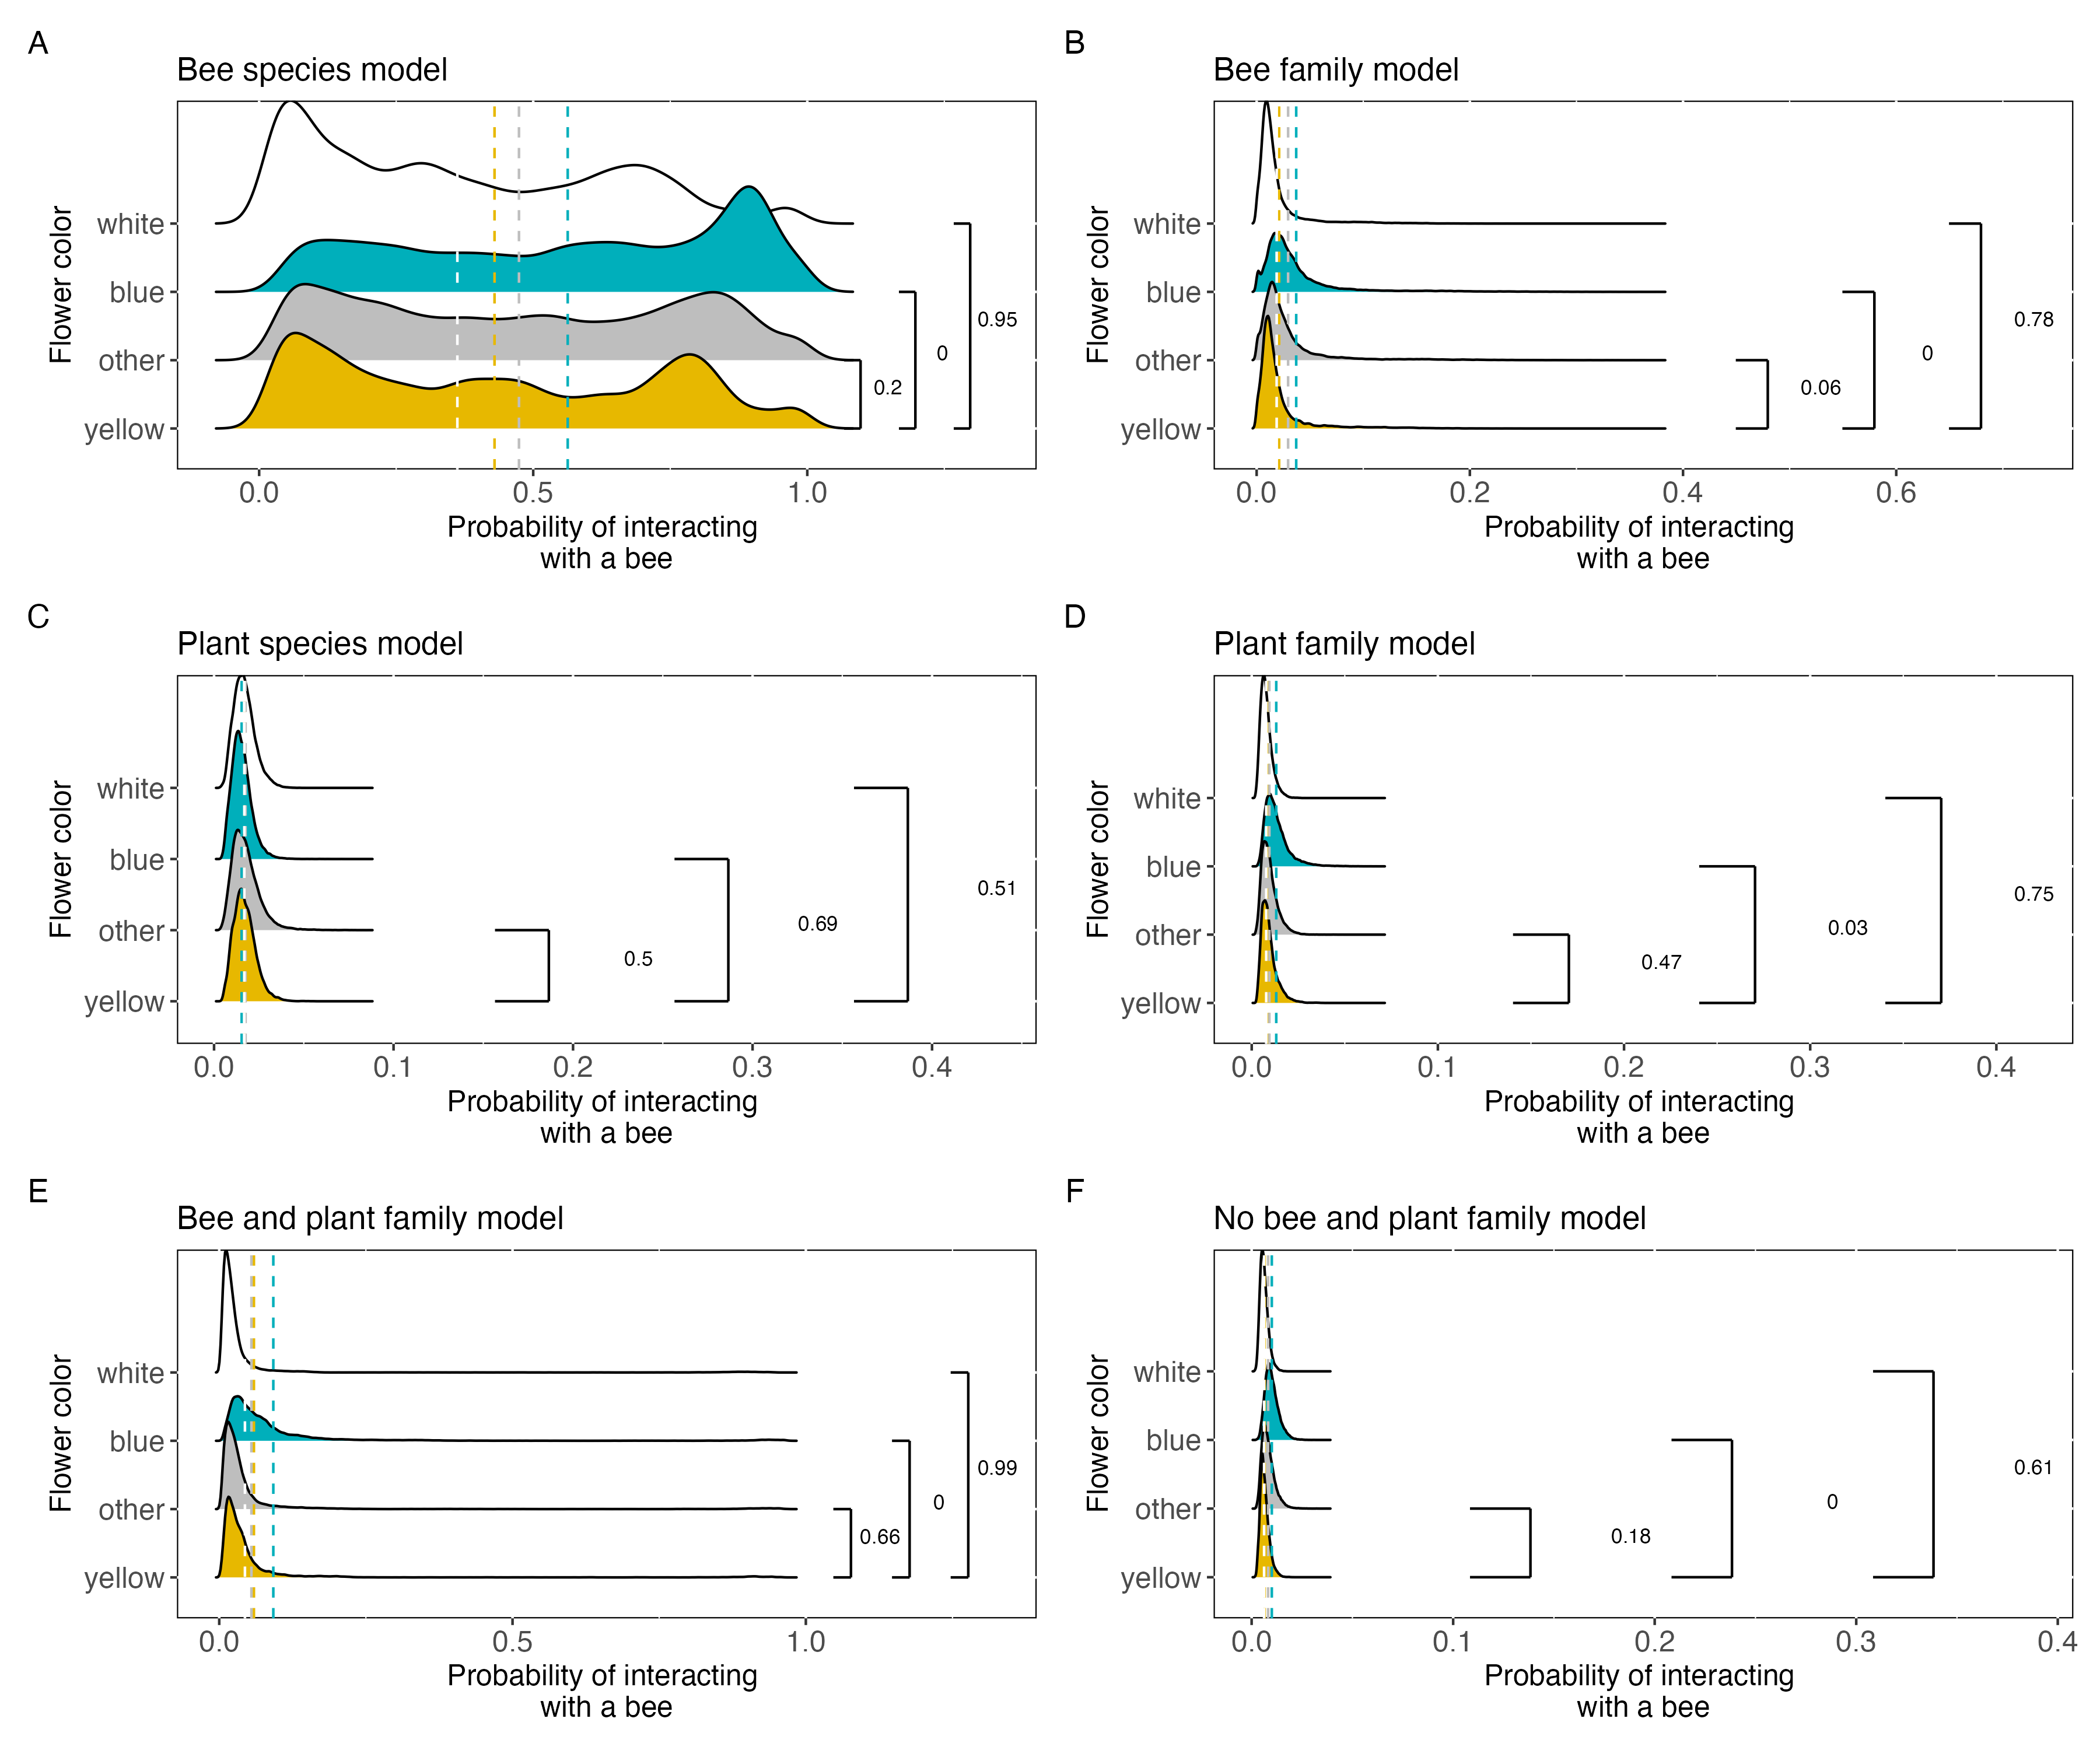 A
Bee species model
Flower color
white
blue
other
yellow
0.2
0
0.95
0.0
0.5
1.0
Probability of interacting
with a bee
B
Bee family model
Flower color
white
blue
other
yellow
0.06
0
0.78
0.0
0.2
0.4
0.6
Probability of interacting
with a bee
C
Plant species model
Flower color
white
blue
other
yellow
0.5
0.69
0.51
0.0
0.1
0.2
0.3
0.4
Probability of interacting
with a bee
D
Plant family model
Flower color
white
blue
other
yellow
0.47
0.03
0.75
0.0
0.1
0.2
0.3
0.4
Probability of interacting
with a bee
E
Bee and plant family model
Flower color
white
blue
other
yellow
0.66
0
0.99
0.0
0.5
1.0
Probability of interacting
with a bee
F
No bee and plant family model
Flower color
white
blue
other
yellow
0.18
0
0.61
0.0
0.1
0.2
0.3
0.4
Probability of interacting
with a bee